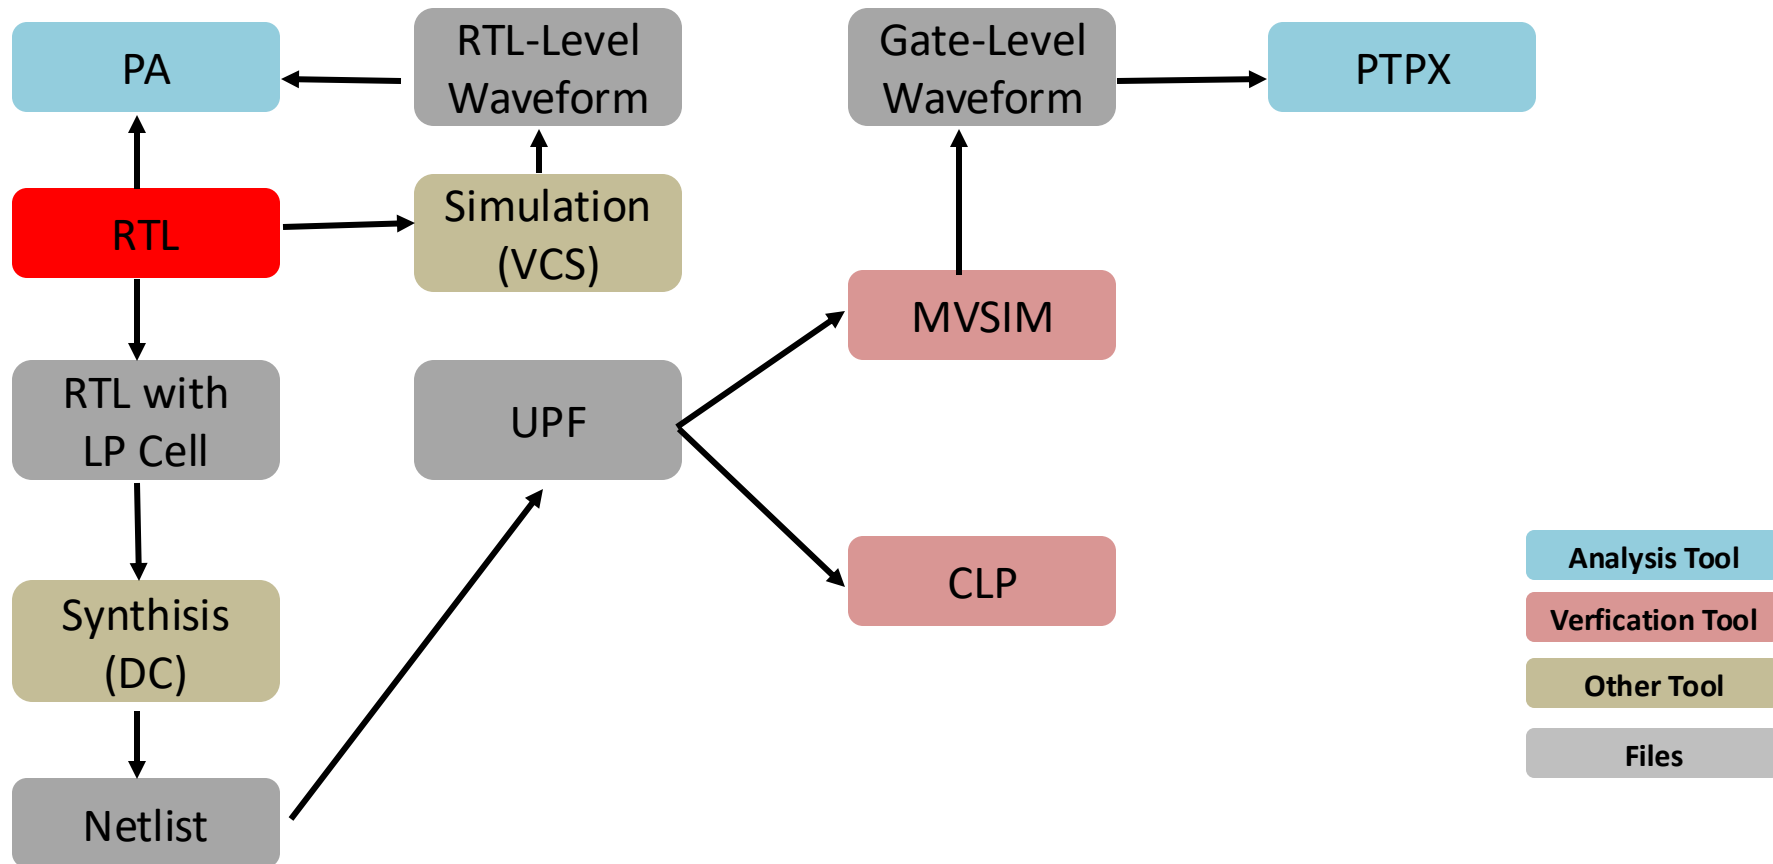 PA
RTL-Level
Waveform
Gate-Level
Waveform
PTPX
RTL
Simulation
(VCS)
MVSIM
RTL with
LP Cell
UPF
CLP
Synthisis
(DC)
Netlist
Analysis Tool
Verfication Tool
Other Tool
Files